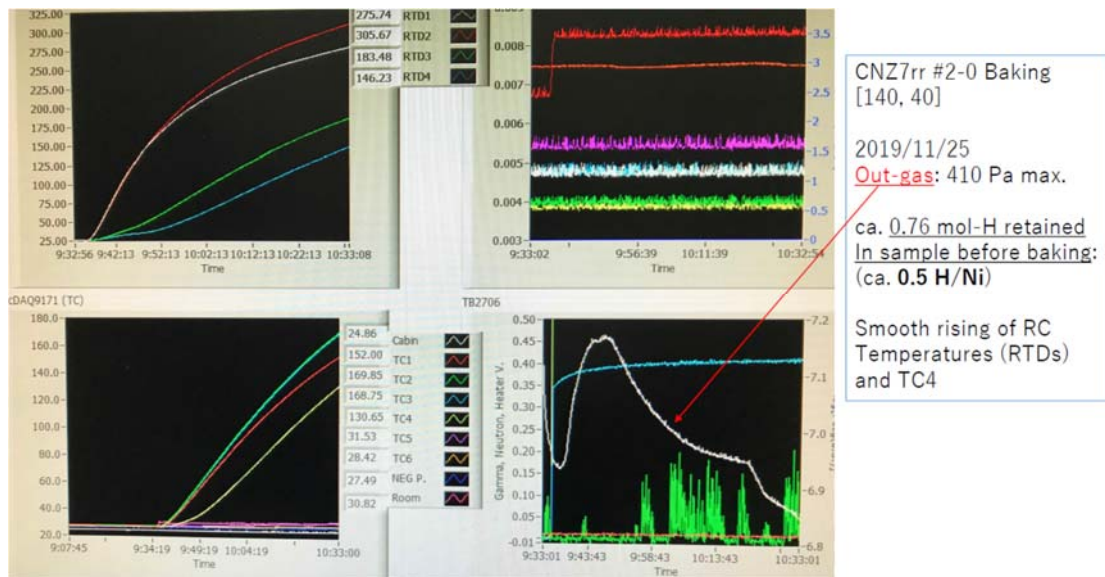 325.00
300.00
275.00
250.00
225.00
200.00
175.00
150.00
125.00
100.00
75.00
50.00
25.00
9:32:56 9:42:13 9:52:13 10:02:13 10:12:13 10:22:13 10:33:08
Time
275.74 RTD1
305.67 RTD2
183.48 RTD3
146.23 RTD4
0.008
0.007
0.006
0.005
0.004
0.003
3.5
3
2.5
2
1.5
1
0.5
0
9:33:02 9:56:39 10:11:39 10:32:54
Time
cDAQ9171 (TC)
180.0
160.0
140.0
120.0
100.0
80.0
60.0
40.0
20.0
9:07:45 9:34:19 9:49:19 10:04:19 10:33:00
Time
24.86 Cabin
152.00 TC1
169.85 TC2
168.75 TC3
130.65 TC4
31.53 TC5
28.42 TC6
27.49 NEG P.
30.82 Room
TB2706
Gamma, Neutron, Heater V.
0.50
0.45
0.40
0.35
0.30
0.25
0.20
0.15
0.10
0.05
-0.01
7.2
7.1
7.0
6.9
6.8
9:33:01 9:43:43 9:58:43 10:13:43 10:33:01
Time
CNZ7rr #2-0 Baking
[140, 40]
2019/11/25
Out-gas: 410 Pa max.
ca. 0.76 mol-H retained
In sample before baking:
(ca. 0.5 H/Ni)
Smooth rising of RC
Temperatures (RTDs)
and TC4